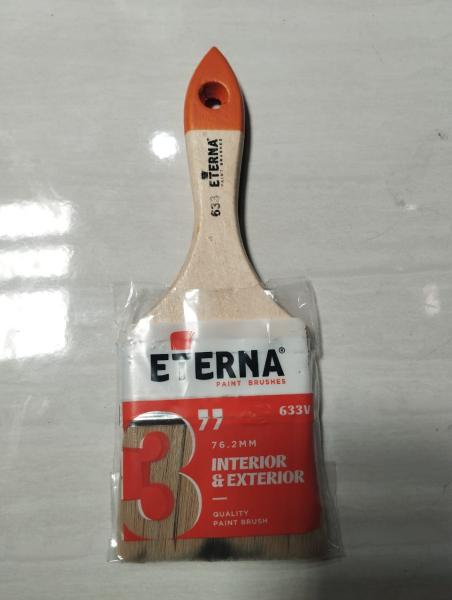 633 ETERNA
PAINT BRUSHES
ETERNA®
PAINT BRUSHES
633V
3"
76.2MM
INTERIOR
& EXTERIOR
QUALITY
PAINT BRUSH